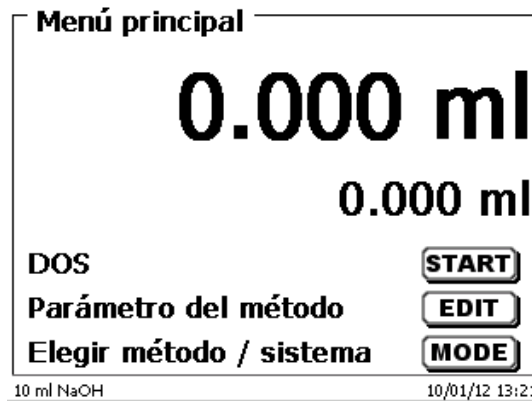 Menú principal
0.000 ml
0.000 ml
DOS START
Parámetro del método EDIT
Elegir método / sistema MODE
10 ml NaOH 10/01/12 13:21